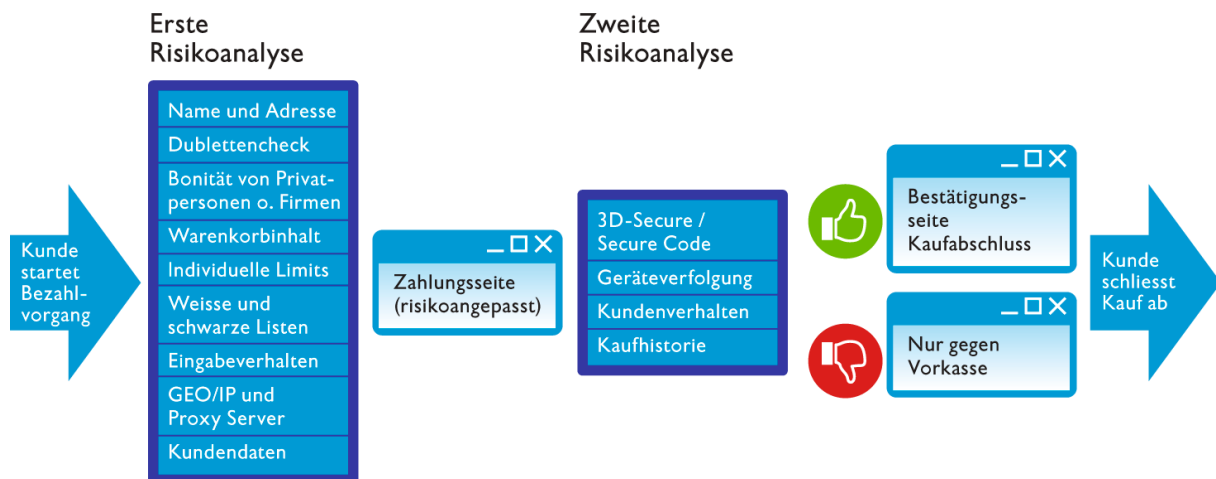 Erste
Risikoanalyse
Zweite
Risikoanalyse
Kunde
startet
Bezahl-
vorgang
Name und Adresse
Dublettencheck
Bonität von Privat-
personen o. Firmen
Warenkorbinhalt
Individuelle Limits
Weisse und
schwarze Listen
Eingabeverhalten
GEO/IP und
Proxy Server
Kundendaten
Zahlungsseite
(risikoangepasst)
3D-Secure /
Secure Code
Geräteverfolgung
Kundenverhalten
Kaufhistorie
Bestätigungs-
seite
Kaufabschluss
Nur gegen
Vorkasse
Kunde
schliesst
Kauf ab